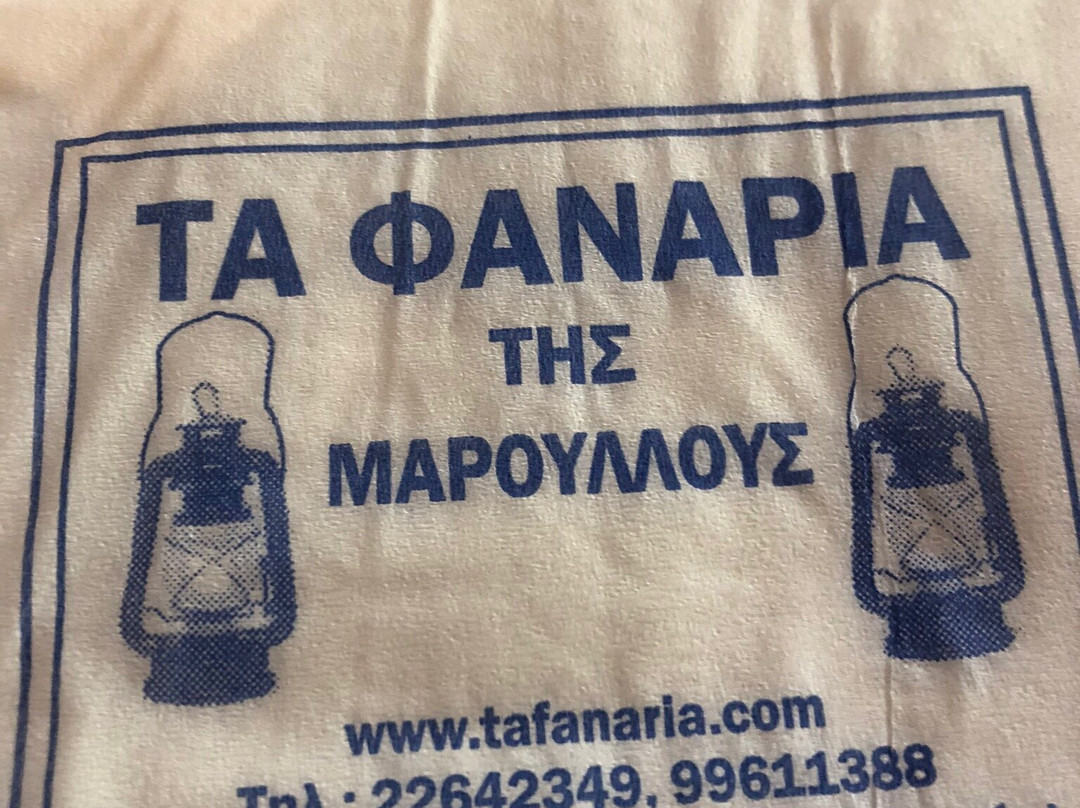 ΤΑ ΦΑΝΑΡΙΑ
ΤΗΣ
ΜΑΡΟΥΛΛΟΥΣ
www.tafanaria.com
Τηλ.: 22642349, 99611388